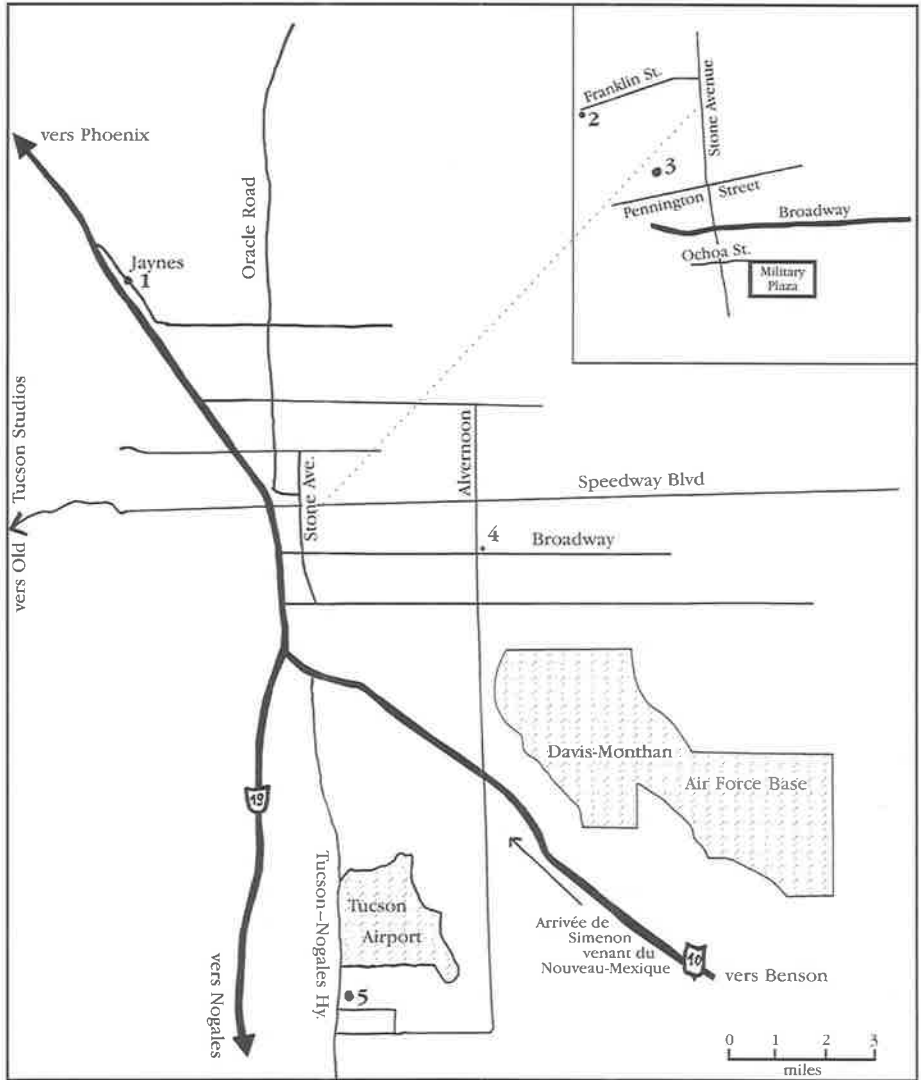 Franklin St.
2
Stone Avenue
3
Pennington Street
Broadway
Ochoa St.
Military
Plaza
vers Phoenix
Oracle Road
Jaynes
1
vers Old Tucson Studios
Stone Ave.
Alvernoon
Speedway Blvd
4
Broadway
Davis-Monthan
Air Force Base
19
Tucson-Nogales Hy.
Tucson
Airport
Arrivée de
Simenon
venant du
Nouveau-Mexique
10
vers Benson
vers Nogales
5
0 1 2 3
miles